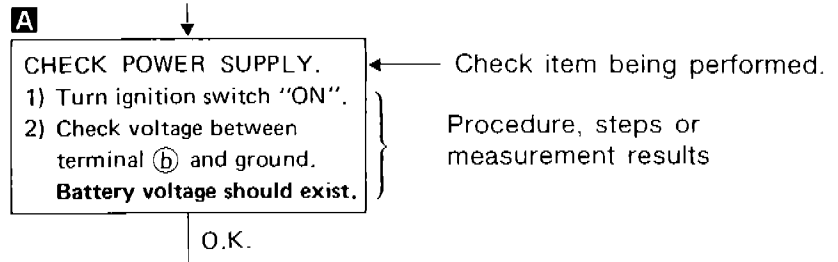 A
CHECK POWER SUPPLY.
1) Turn ignition switch "ON".
2) Check voltage between
terminal ⓑ and ground.
Battery voltage should exist.
Check item being performed.
Procedure, steps or
measurement results
O.K.